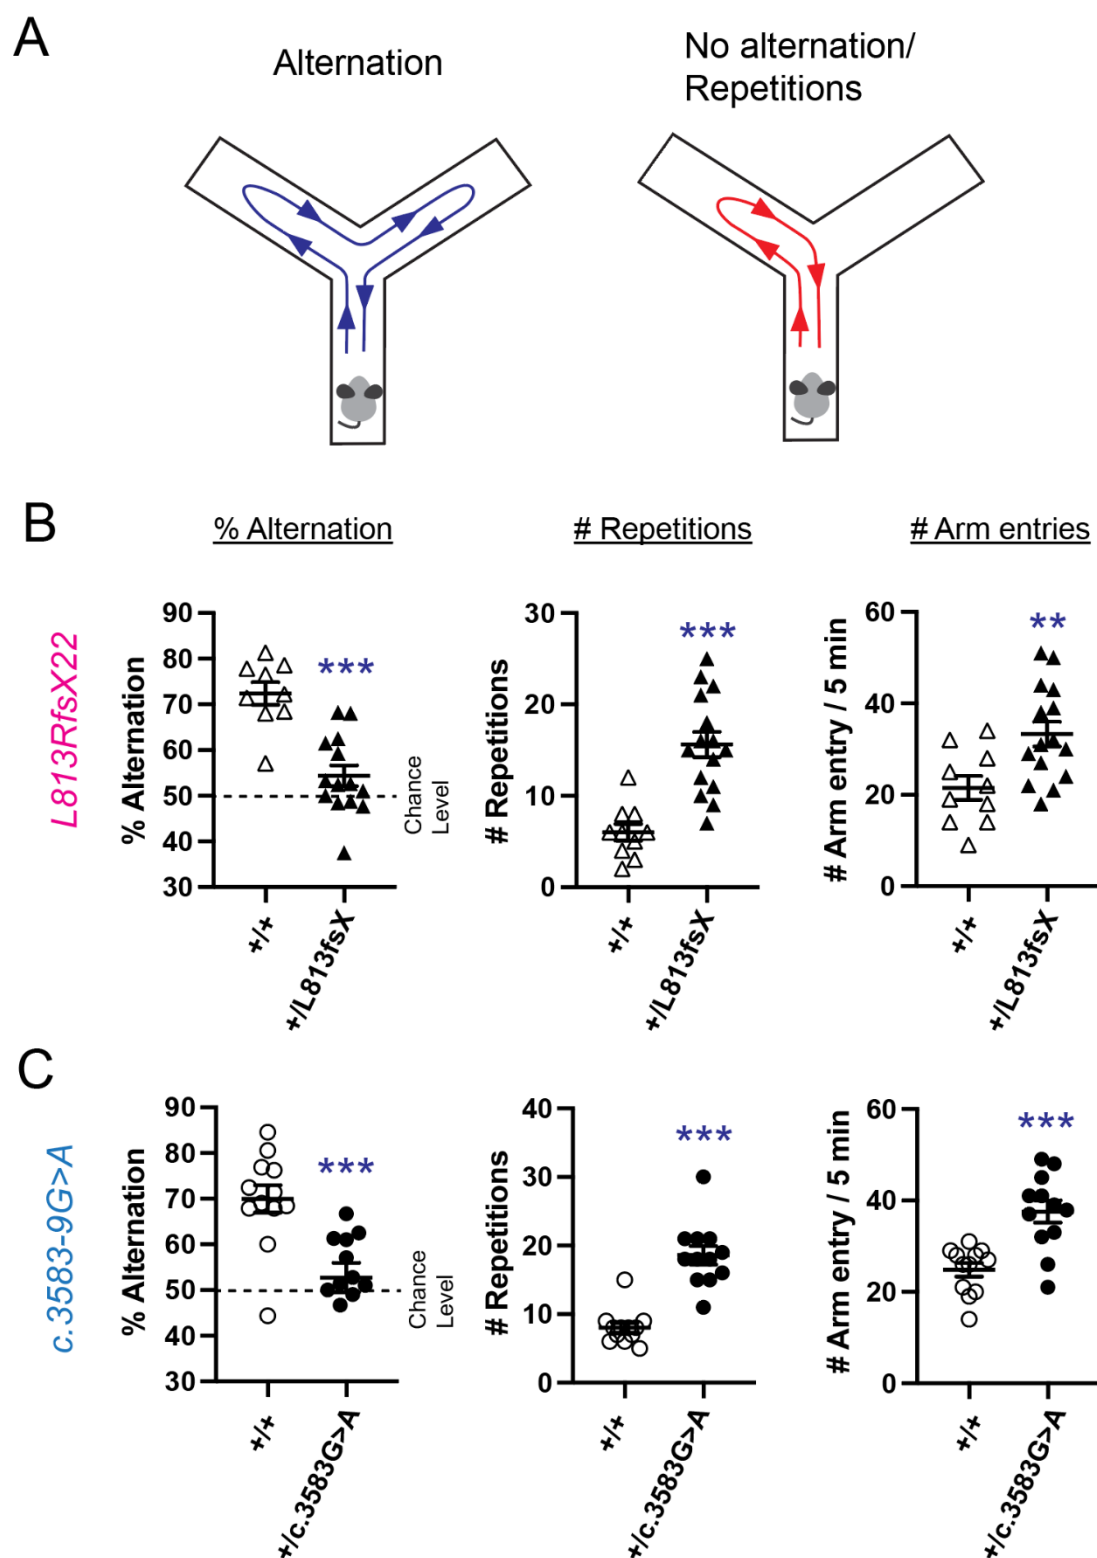 A
Alternation
No alternation/
Repetitions
B
% Alternation
# Repetitions
# Arm entries
L813RfsX22
% Alternation
90
80
70
60
50
40
30
***
Chance
Level
+/+
+/L813fsX
# Repetitions
30
20
10
0
***
+/+
+/L813fsX
# Arm entry / 5 min
60
40
20
0
**
+/+
+/L813fsX
C
c.3583-9G>A
% Alternation
90
80
70
60
50
40
30
***
Chance
Level
+/+
+/c.3583G>A
# Repetitions
40
30
20
10
0
***
+/+
+/c.3583G>A
# Arm entry / 5 min
60
40
20
0
***
+/+
+/c.3583G>A